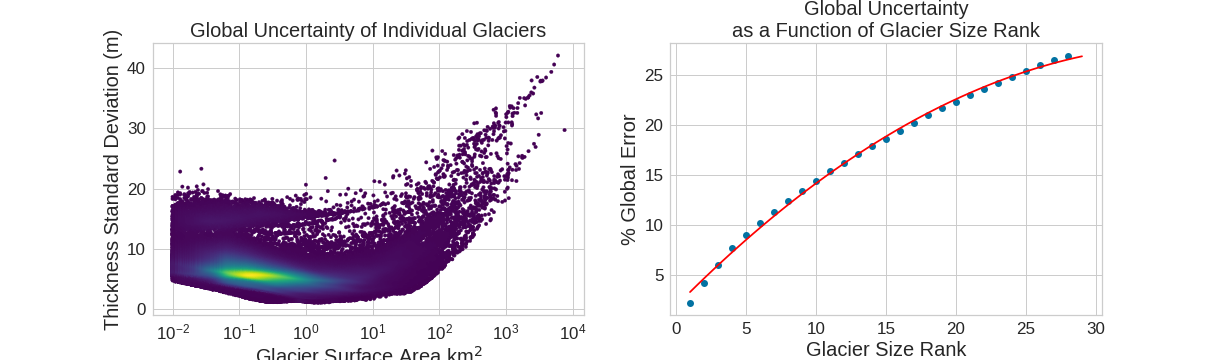 Global Uncertainty of Individual Glaciers
Thickness Standard Deviation (m)
40
30
20
10
0
10⁻² 10⁻¹ 10⁰ 10¹ 10² 10³ 10⁴
Glacier Surface Area km²
Global Uncertainty
as a Function of Glacier Size Rank
% Global Error
25
20
15
10
5
0 5 10 15 20 25 30
Glacier Size Rank